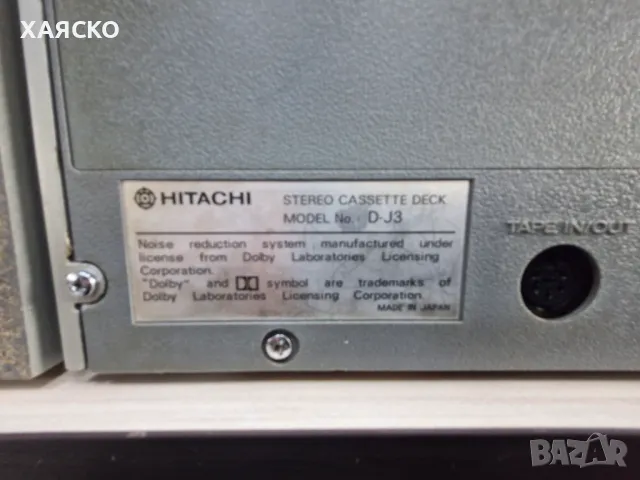 ХАЯСКО
HITACHI STEREO CASSETTE DECK
MODEL No. D-J3
Noise reduction system manufactured under
license from Dolby Laboratories Licensing
Corporation.
"Dolby" and symbol are trademarks of
Dolby Laboratories Licensing Corporation.
MADE IN JAPAN
TAPE IN/OUT
BAZAR